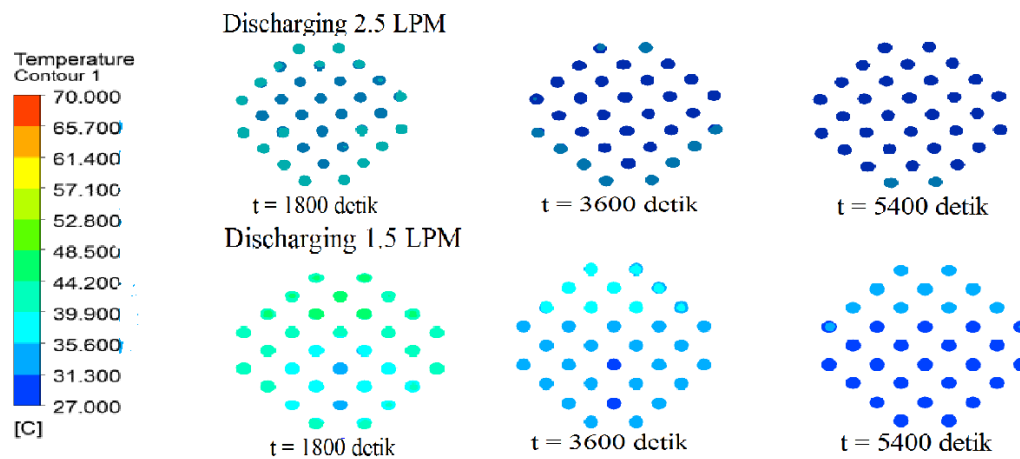 Discharging 2.5 LPM
Temperature
Contour 1
70.000
65.700
61.400
57.100
52.800
48.500
44.200
39.900
35.600
31.300
27.000
[C]
t = 1800 detik
t = 3600 detik
t = 5400 detik
Discharging 1.5 LPM
t = 1800 detik
t = 3600 detik
t = 5400 detik